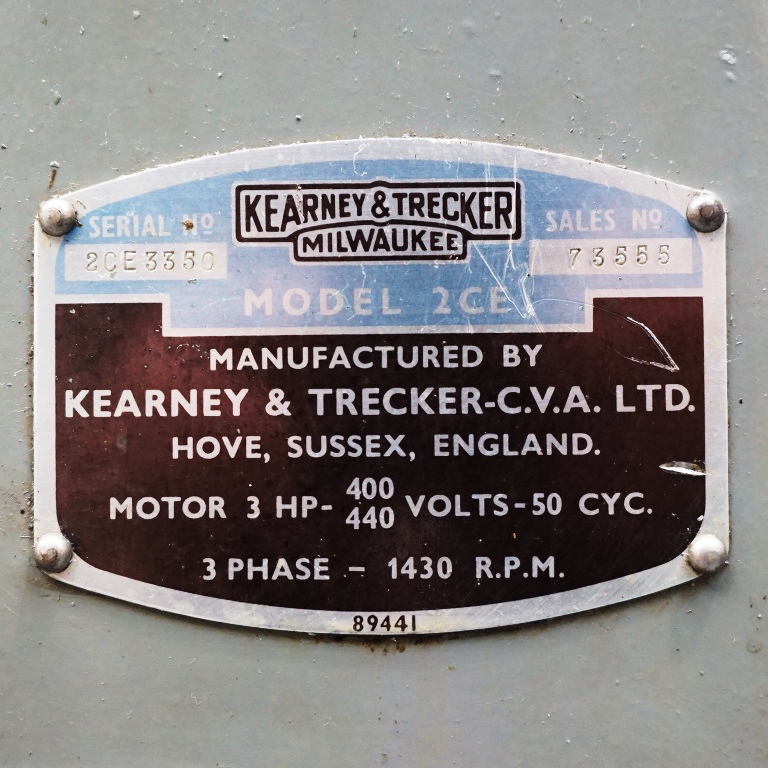 KEARNEY & TRECKER
MILWAUKEE
SERIAL Nº
2CE3350
SALES Nº
73555
MODEL 2CE
MANUFACTURED BY
KEARNEY & TRECKER-C.V.A. LTD.
HOVE, SUSSEX, ENGLAND.
MOTOR 3 HP- 400/440 VOLTS-50 CYC.
3 PHASE – 1430 R.P.M.
89441